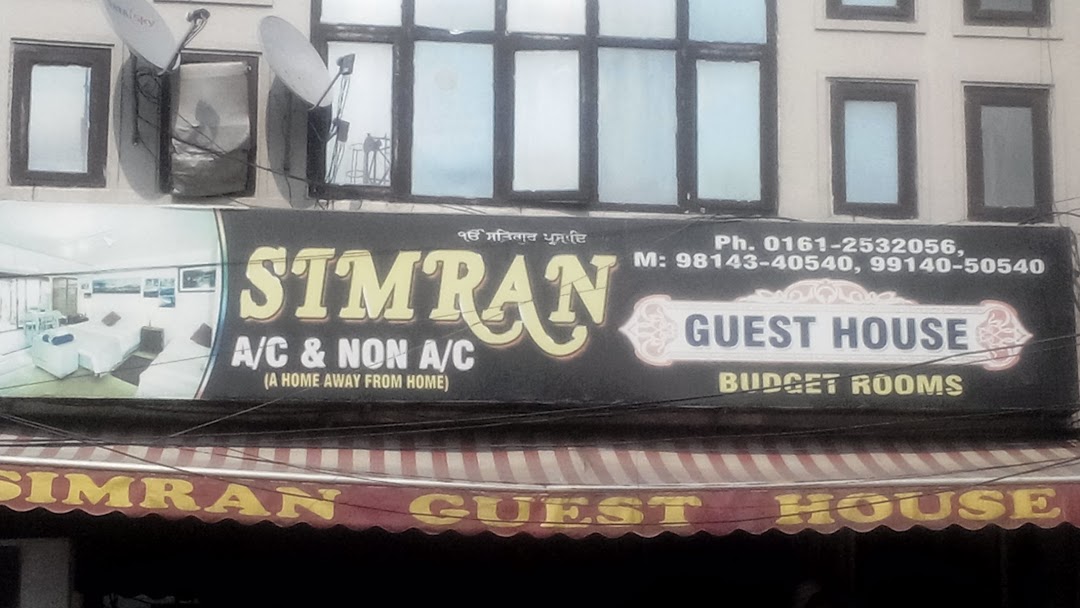 ੴ ਸਤਿਗੁਰ ਪ੍ਰਸਾਦਿ
SIMRAN
A/C & NON A/C
(A HOME AWAY FROM HOME)
Ph. 0161-2532056,
M: 98143-40540, 99140-50540
GUEST HOUSE
BUDGET ROOMS
SIMRAN GUEST HOUSE